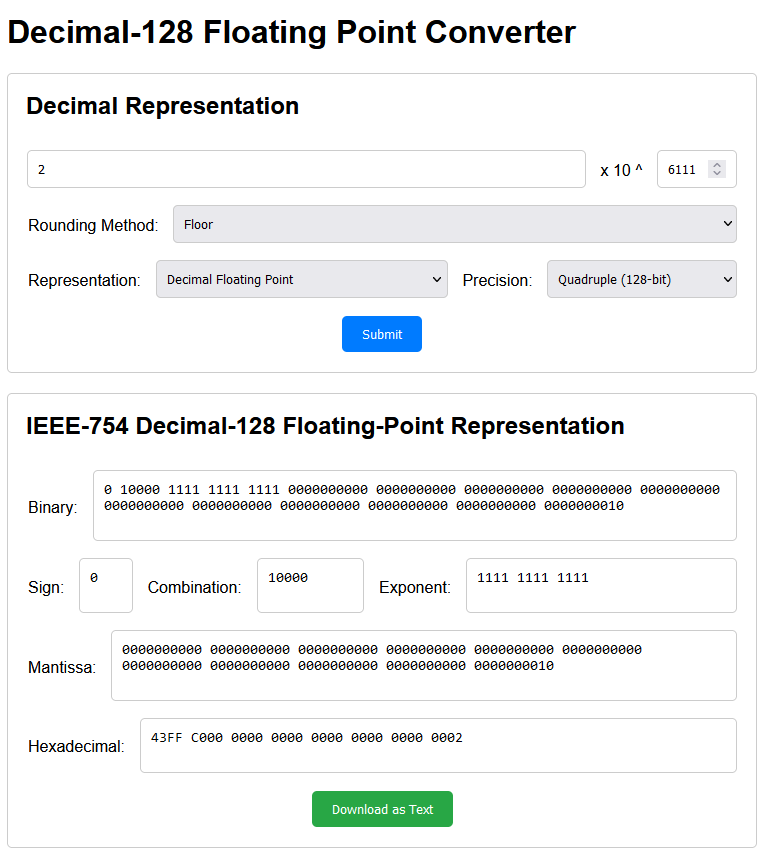 Decimal-128 Floating Point Converter
Decimal Representation
2 x 10 ^ 6111
Rounding Method: Floor
Representation: Decimal Floating Point Precision: Quadruple (128-bit)
Submit
IEEE-754 Decimal-128 Floating-Point Representation
Binary: 0 10000 1111 1111 1111 0000000000 0000000000 0000000000 0000000000 0000000000
0000000000 0000000000 0000000000 0000000000 0000000000 0000000010
Sign: 0 Combination: 10000 Exponent: 1111 1111 1111
Mantissa: 0000000000 0000000000 0000000000 0000000000 0000000000 0000000000
0000000000 0000000000 0000000000 0000000000 0000000010
Hexadecimal: 43FF C000 0000 0000 0000 0000 0000 0002
Download as Text